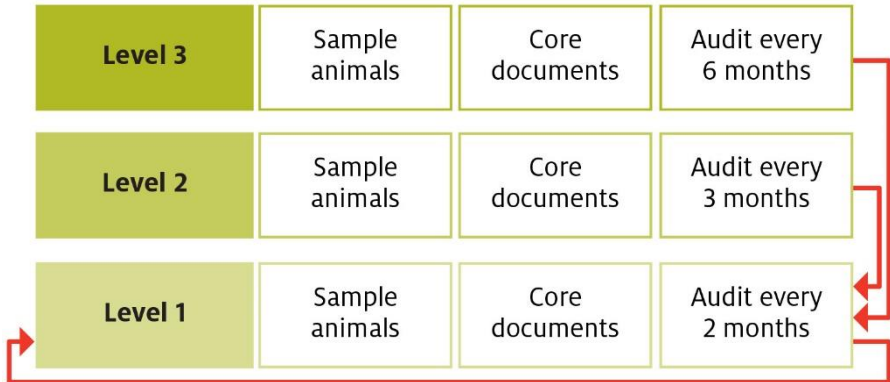 Level 3
Sample
animals
Core
documents
Audit every
6 months
Level 2
Sample
animals
Core
documents
Audit every
3 months
Level 1
Sample
animals
Core
documents
Audit every
2 months